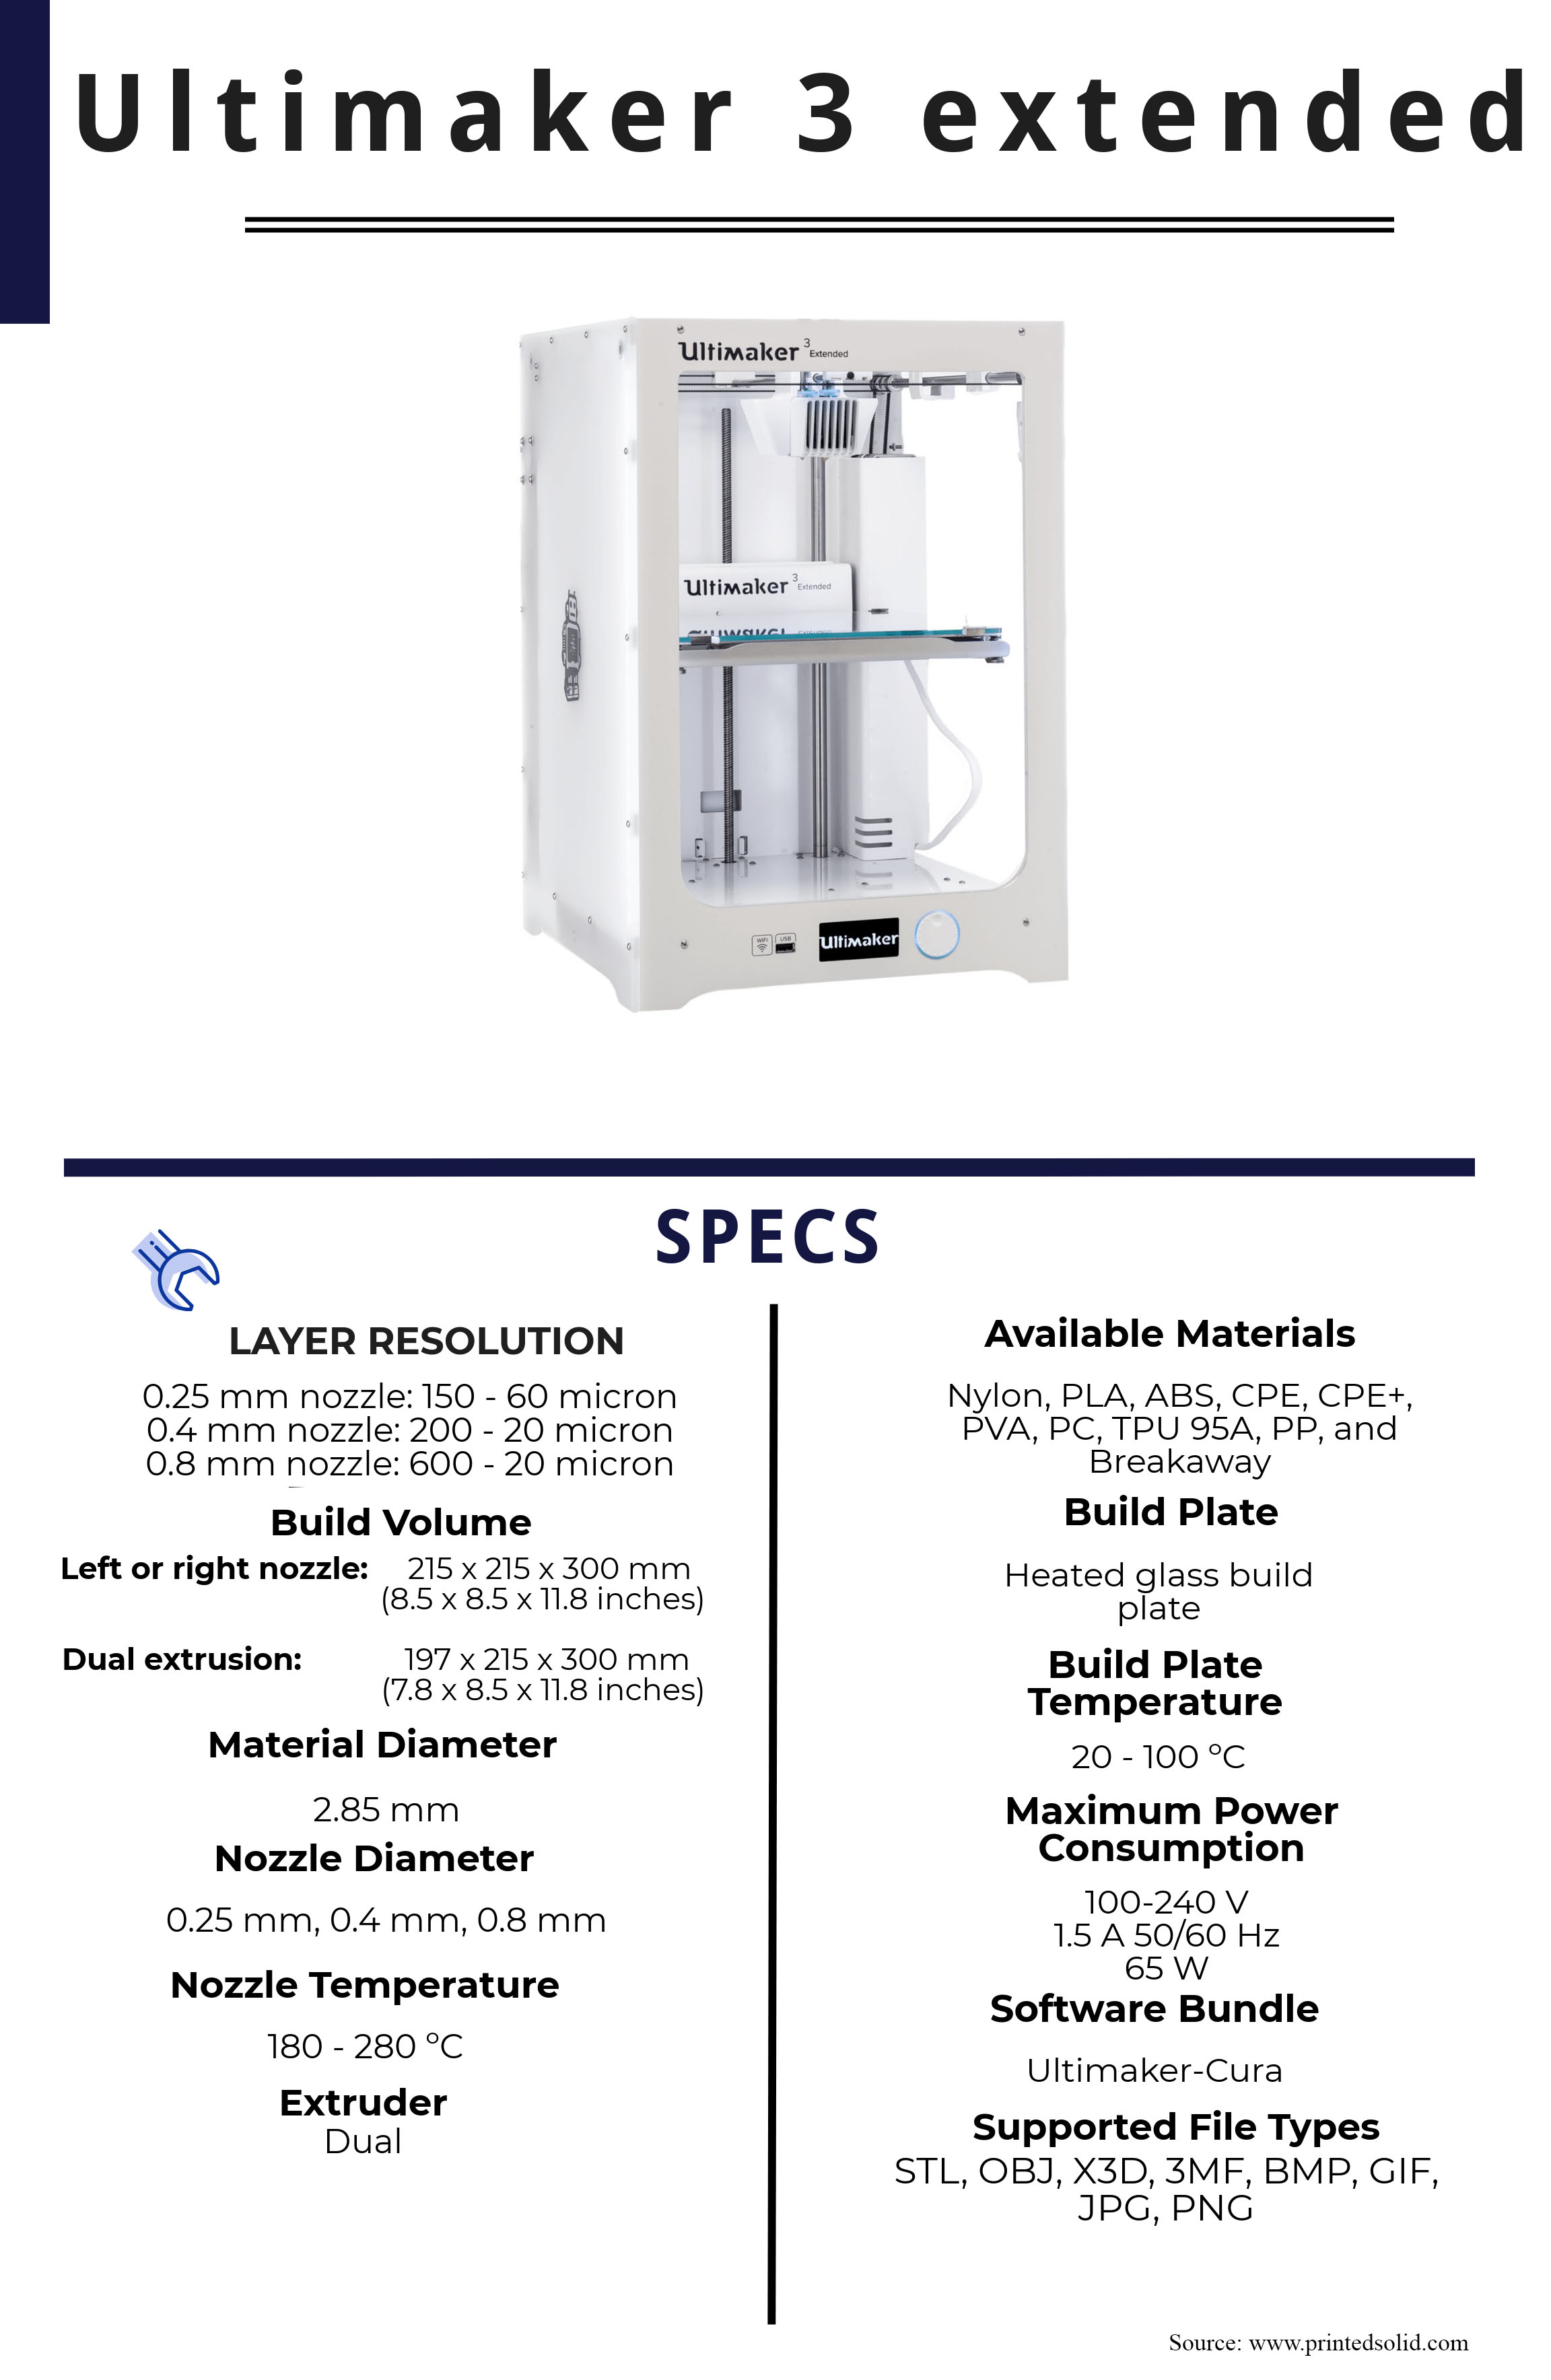 Ultimaker 3 extended
Ultimaker 3 Extended
Ultimaker 3 Extended
WiFi USB
Ultimaker
SPECS
LAYER RESOLUTION
0.25 mm nozzle: 150 - 60 micron
0.4 mm nozzle: 200 - 20 micron
0.8 mm nozzle: 600 - 20 micron
Build Volume
Left or right nozzle: 215 x 215 x 300 mm
(8.5 x 8.5 x 11.8 inches)
Dual extrusion: 197 x 215 x 300 mm
(7.8 x 8.5 x 11.8 inches)
Material Diameter
2.85 mm
Nozzle Diameter
0.25 mm, 0.4 mm, 0.8 mm
Nozzle Temperature
180 - 280 ºC
Extruder
Dual
Available Materials
Nylon, PLA, ABS, CPE, CPE+,
PVA, PC, TPU 95A, PP, and
Breakaway
Build Plate
Heated glass build
plate
Build Plate
Temperature
20 - 100 ºC
Maximum Power
Consumption
100-240 V
1.5 A 50/60 Hz
65 W
Software Bundle
Ultimaker-Cura
Supported File Types
STL, OBJ, X3D, 3MF, BMP, GIF,
JPG, PNG
Source: www.printedsolid.com